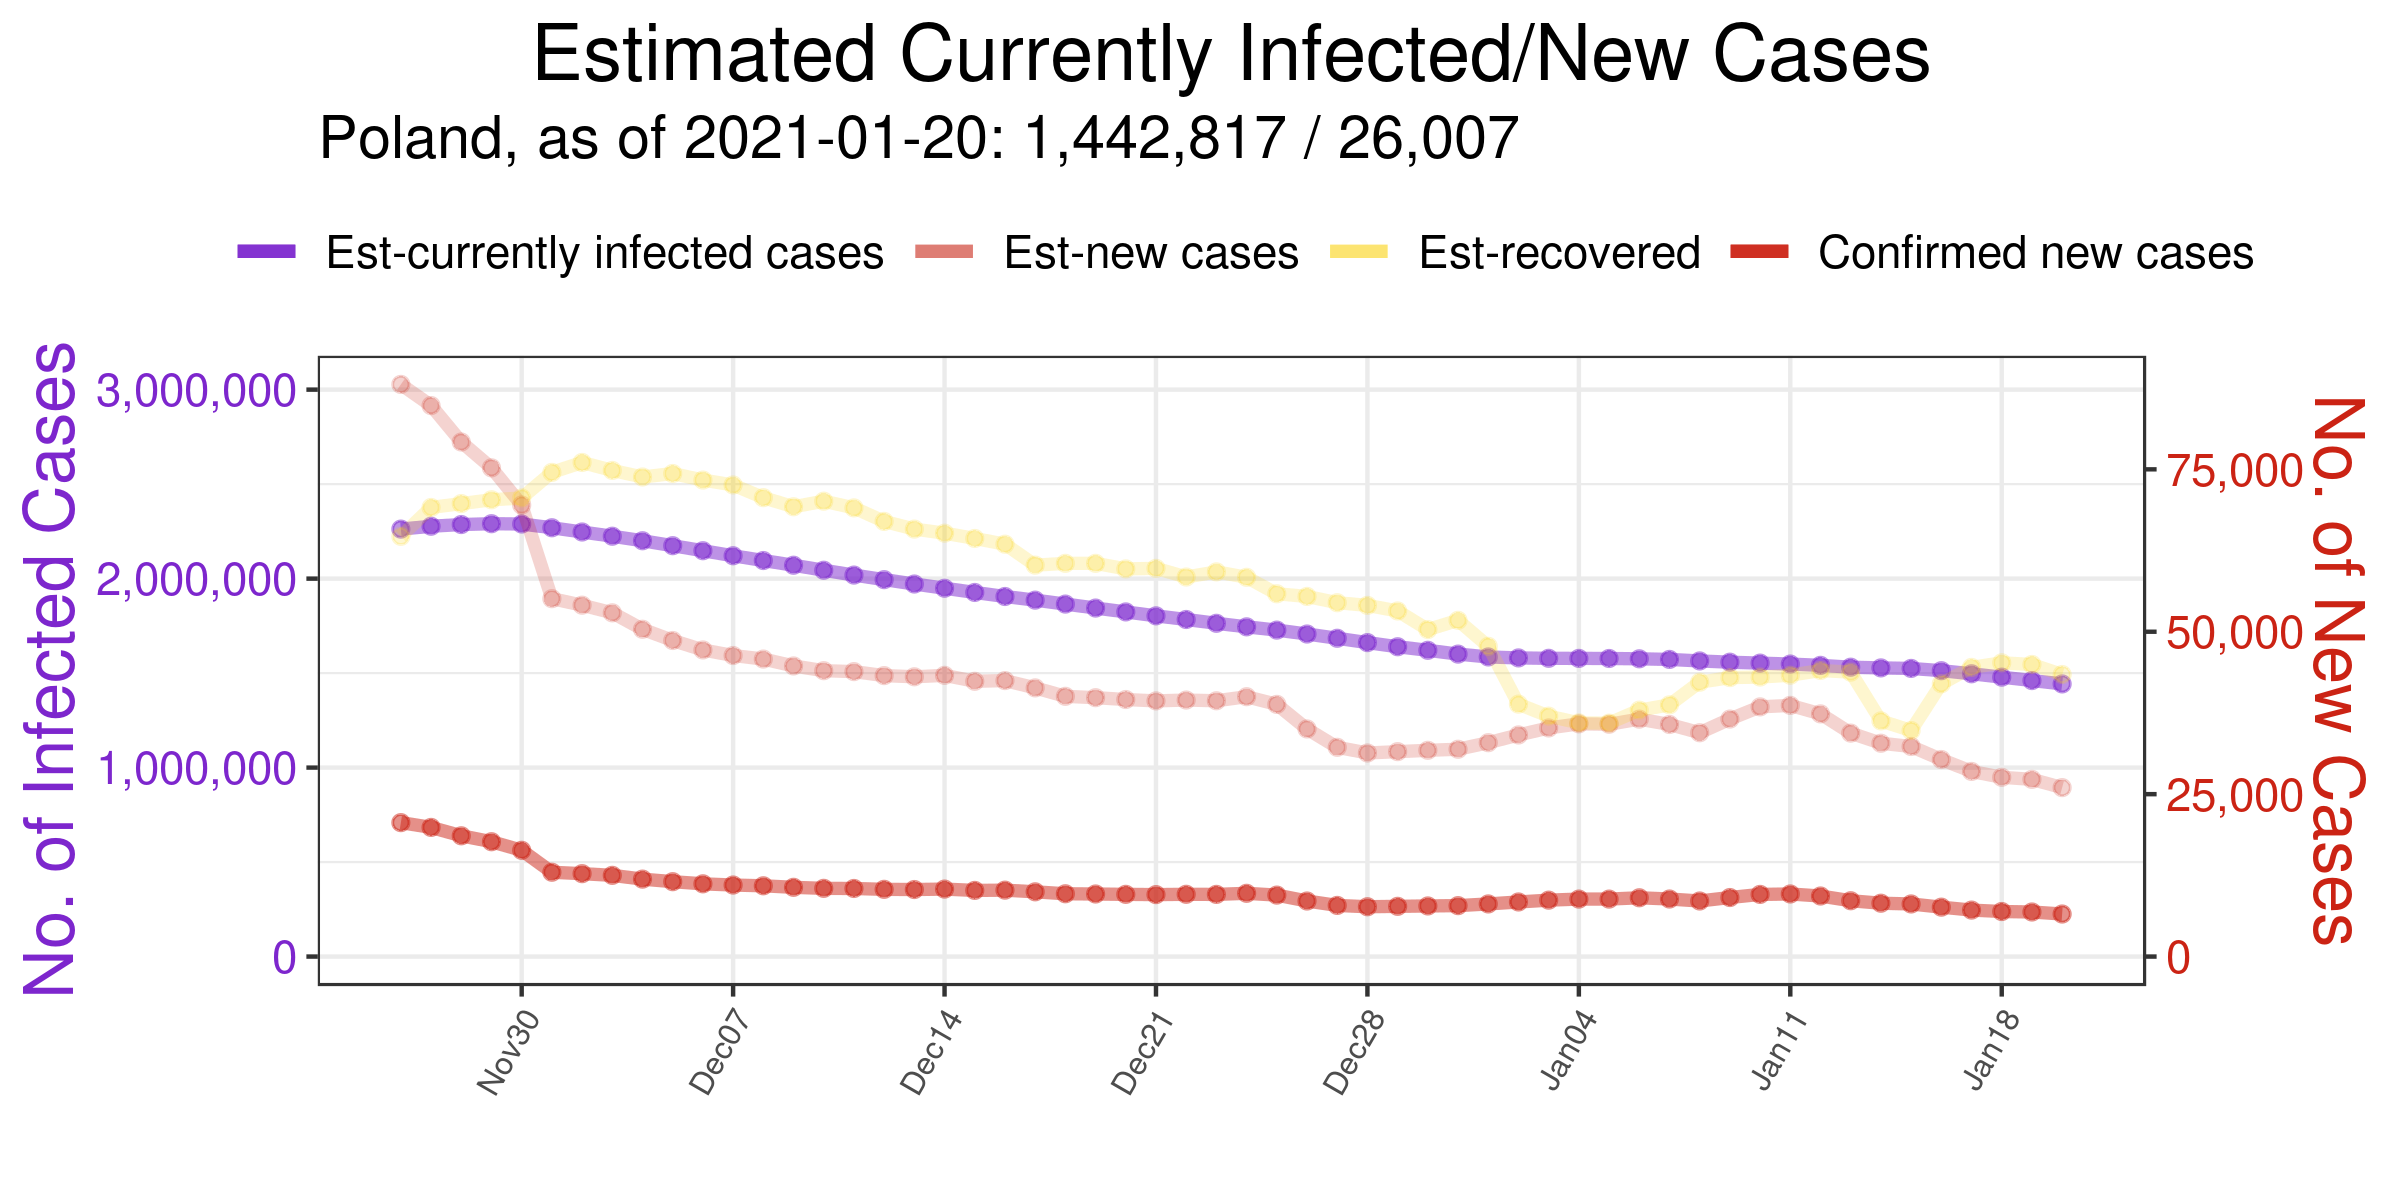 Estimated Currently Infected/New Cases
Poland, as of 2021-01-20: 1,442,817 / 26,007
Est-currently infected cases Est-new cases Est-recovered Confirmed new cases
No. of Infected Cases
3,000,000
2,000,000
1,000,000
0
75,000
50,000
25,000
0
No. of New Cases
Nov30 Dec07 Dec14 Dec21 Dec28 Jan04 Jan11 Jan18